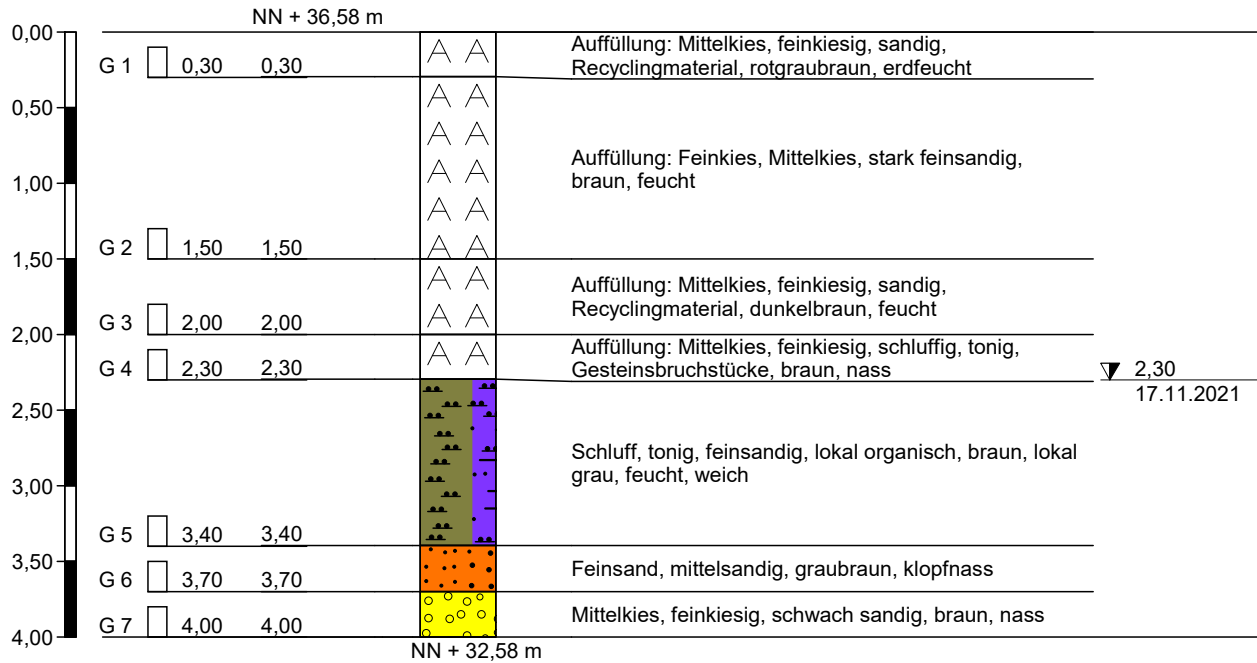 NN + 36,58 m
0,00
Auffüllung: Mittelkies, feinkiesig, sandig,
Recyclingmaterial, rotgraubraun, erdfeucht
G 1 0,30 0,30
0,50
Auffüllung: Feinkies, Mittelkies, stark feinsandig,
braun, feucht
1,00
G 2 1,50 1,50
1,50
Auffüllung: Mittelkies, feinkiesig, sandig,
Recyclingmaterial, dunkelbraun, feucht
G 3 2,00 2,00
2,00
Auffüllung: Mittelkies, feinkiesig, schluffig, tonig,
Gesteinsbruchstücke, braun, nass
G 4 2,30 2,30
2,30
17.11.2021
2,50
Schluff, tonig, feinsandig, lokal organisch, braun, lokal
grau, feucht, weich
3,00
G 5 3,40 3,40
3,50
G 6 3,70 3,70
Feinsand, mittelsandig, graubraun, klopfnass
G 7 4,00 4,00
Mittelkies, feinkiesig, schwach sandig, braun, nass
4,00
NN + 32,58 m